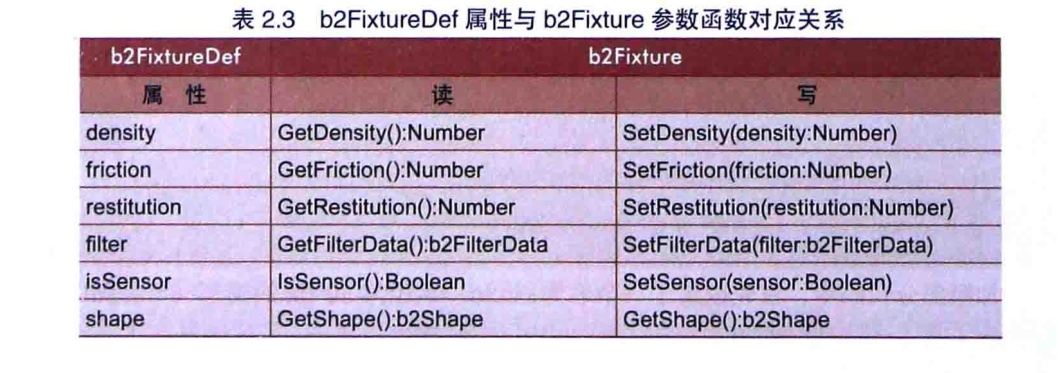 表 2.3 b2FixtureDef 属性与 b2Fixture 参数函数对应关系
b2FixtureDef b2Fixture
属 性 读 写
density GetDensity():Number SetDensity(density:Number)
friction GetFriction():Number SetFriction(friction:Number)
restitution GetRestitution():Number SetRestitution(restitution:Number)
filter GetFilterData():b2FilterData SetFilterData(filter:b2FilterData)
isSensor IsSensor():Boolean SetSensor(sensor:Boolean)
shape GetShape():b2Shape GetShape():b2Shape